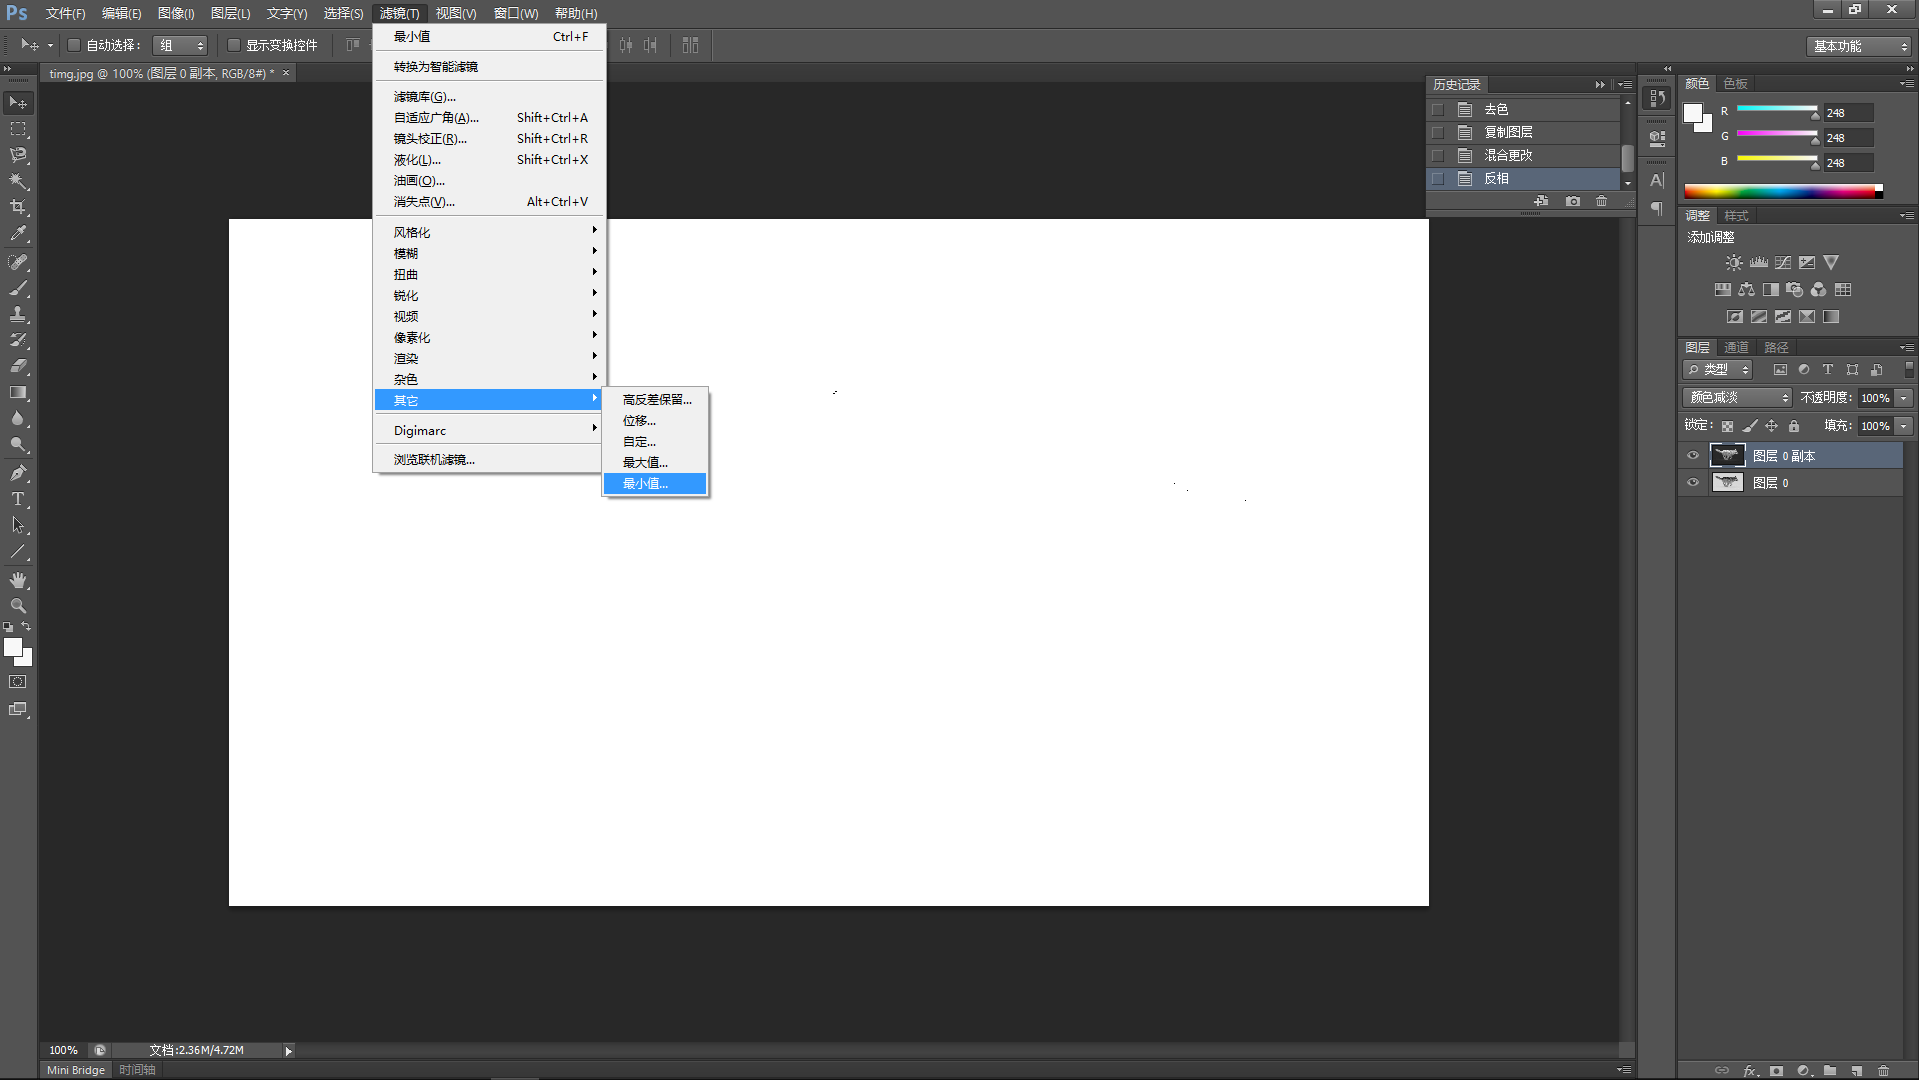 Ps 文件(F) 编辑(E) 图像(I) 图层(L) 文字(Y) 选择(S) 滤镜(T) 视图(V) 窗口(W) 帮助(H)
自动选择: 组 显示变换控件 基本功能
timg.jpg @ 100% (图层 0 副本, RGB/8#) * ×
最小值 Ctrl+F
转换为智能滤镜
滤镜库(G)...
自适应广角(A)... Shift+Ctrl+A
镜头校正(R)... Shift+Ctrl+R
液化(L)... Shift+Ctrl+X
油画(O)...
消失点(V)... Alt+Ctrl+V
风格化
模糊
扭曲
锐化
视频
像素化
渲染
杂色
其它
Digimarc
浏览联机滤镜...
高反差保留...
位移...
自定...
最大值...
最小值...
历史记录
去色
复制图层
混合更改
反相
颜色 色板
R 248
G 248
B 248
调整 样式
添加调整
图层 通道 路径
类型
颜色减淡 不透明度: 100%
锁定: 填充: 100%
图层 0 副本
图层 0
100% 文档:2.36M/4.72M
Mini Bridge 时间轴